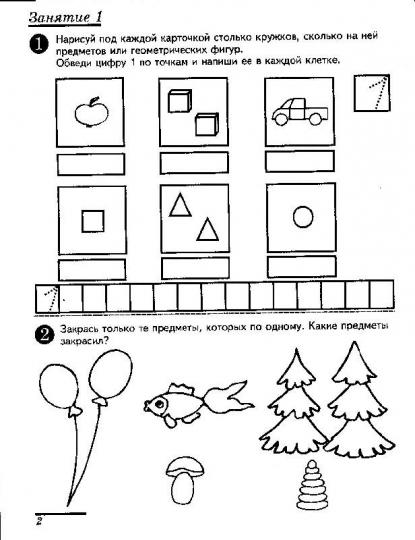 Занятие 1
1 Нарисуй под каждой карточкой столько кружков, сколько на ней
предметов или геометрических фигур.
Обведи цифру 1 по точкам и напиши ее в каждой клетке.
2 Закрась только те предметы, которых по одному. Какие предметы
закрасил?
2